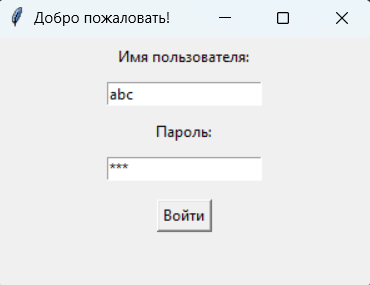 Добро пожаловать!
Имя пользователя:
abc
Пароль:
***
Войти